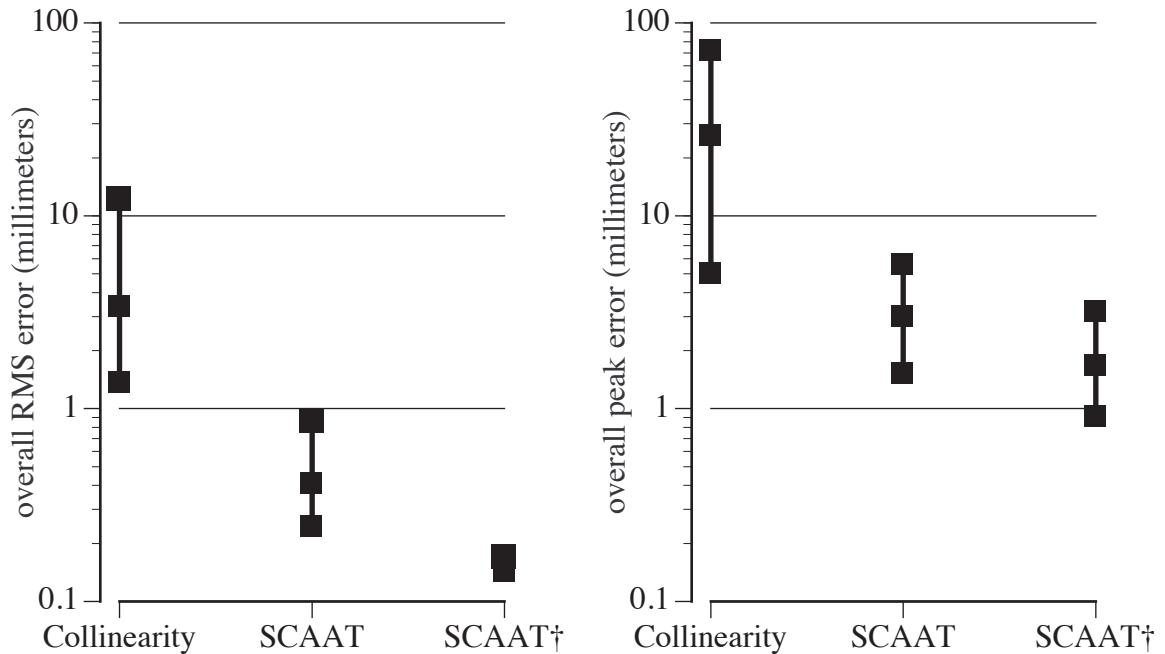 overall RMS error (millimeters)
100
10
1
0.1
Collinearity
SCAAT
SCAAT†
overall peak error (millimeters)
100
10
1
0.1
Collinearity
SCAAT
SCAAT†